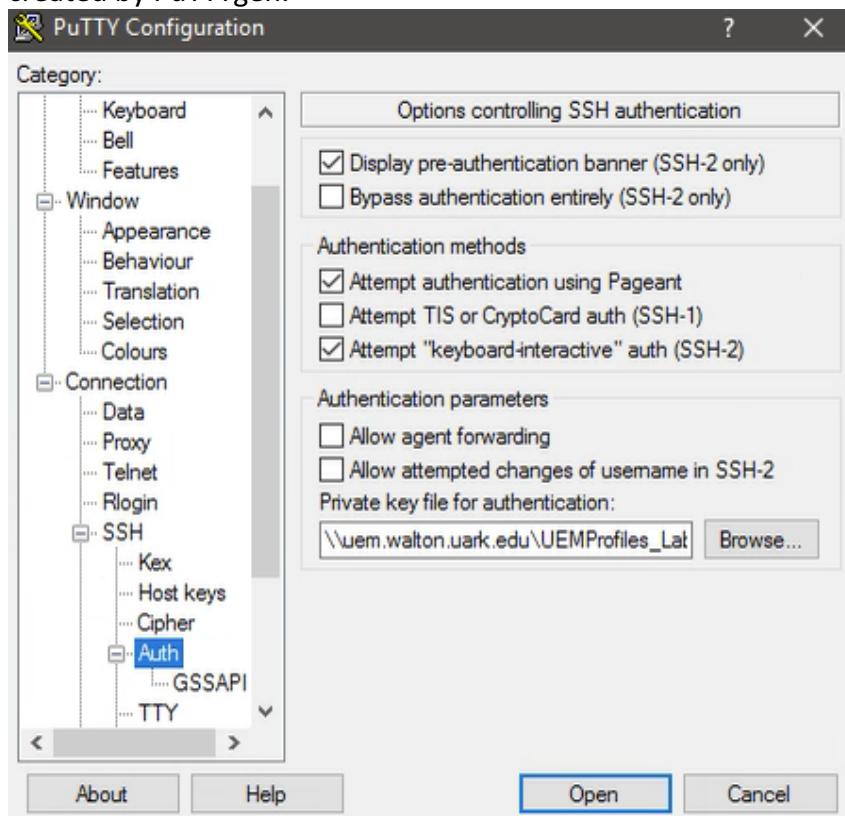 PuTTY Configuration
?
Category:
Keyboard
Bell
Features
Window
Appearance
Behaviour
Translation
Selection
Colours
Connection
Data
Proxy
Telnet
Rlogin
SSH
Kex
Host keys
Cipher
Auth
GSSAPI
TTY
Options controlling SSH authentication
Display pre-authentication banner (SSH-2 only)
Bypass authentication entirely (SSH-2 only)
Authentication methods
Attempt authentication using Pageant
Attempt TIS or CryptoCard auth (SSH-1)
Attempt "keyboard-interactive" auth (SSH-2)
Authentication parameters
Allow agent forwarding
Allow attempted changes of username in SSH-2
Private key file for authentication:
\\uem.walton.uark.edu\UEMProfiles_Lab
Browse...
About
Help
Open
Cancel